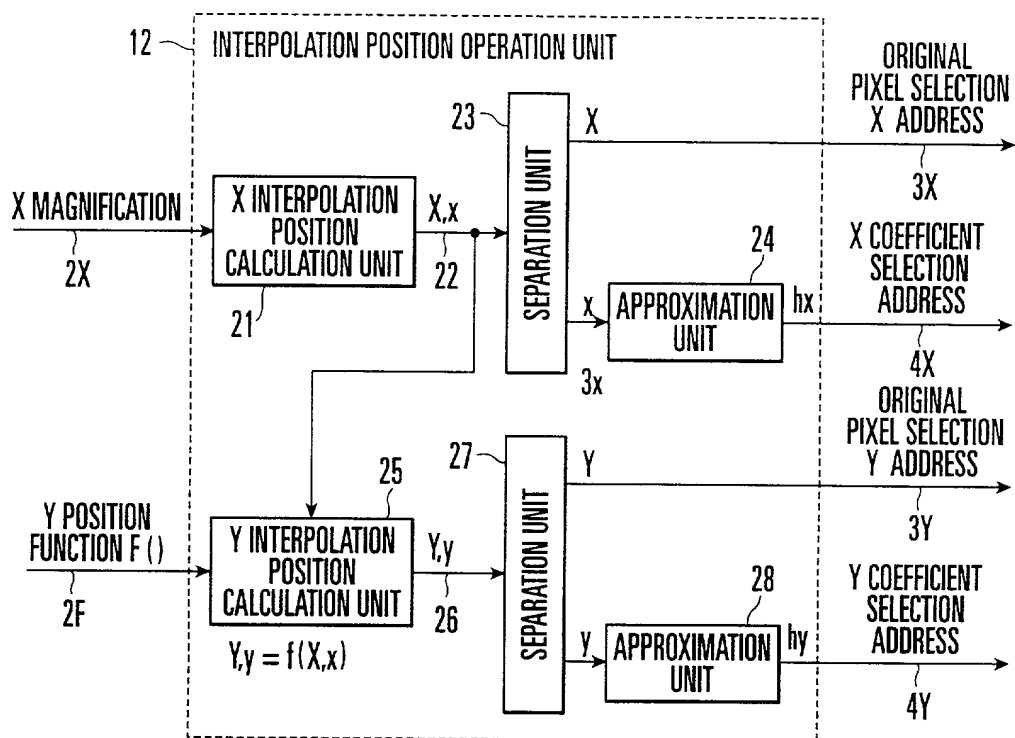 12
INTERPOLATION POSITION OPERATION UNIT
ORIGINAL
PIXEL SELECTION
X ADDRESS
3X
23
SEPARATION UNIT
X
X MAGNIFICATION
2X
X INTERPOLATION
POSITION
CALCULATION UNIT
21
X,x
22
x
3x
24
APPROXIMATION
UNIT
hx
X COEFFICIENT
SELECTION
ADDRESS
4X
ORIGINAL
PIXEL SELECTION
Y ADDRESS
3Y
27
SEPARATION UNIT
Y
Y POSITION
FUNCTION F ()
2F
25
Y INTERPOLATION
POSITION
CALCULATION UNIT
Y,y = f(X,x)
Y,y
26
y
28
APPROXIMATION
UNIT
hy
Y COEFFICIENT
SELECTION
ADDRESS
4Y